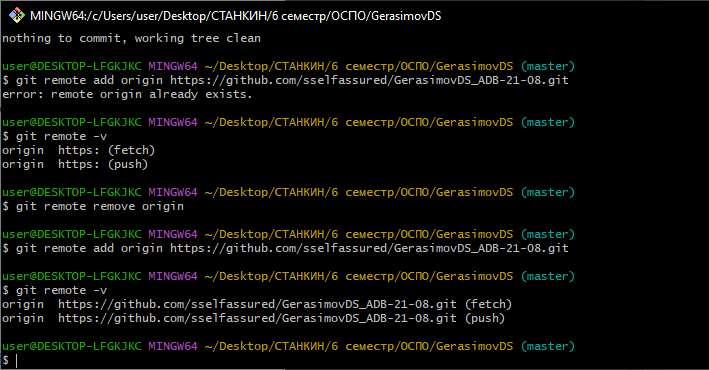 MINGW64:/c/Users/user/Desktop/СТАНКИН/6 семестр/ОСПО/GerasimovDS
nothing to commit, working tree clean
user@DESKTOP-LFGKJKC MINGW64 ~/Desktop/СТАНКИН/6 семестр/ОСПО/GerasimovDS (master)
$ git remote add origin https://github.com/sselfassured/GerasimovDS_ADB-21-08.git
error: remote origin already exists.
user@DESKTOP-LFGKJKC MINGW64 ~/Desktop/СТАНКИН/6 семестр/ОСПО/GerasimovDS (master)
$ git remote -v
origin  https: (fetch)
origin  https: (push)
user@DESKTOP-LFGKJKC MINGW64 ~/Desktop/СТАНКИН/6 семестр/ОСПО/GerasimovDS (master)
$ git remote remove origin
user@DESKTOP-LFGKJKC MINGW64 ~/Desktop/СТАНКИН/6 семестр/ОСПО/GerasimovDS (master)
$ git remote add origin https://github.com/sselfassured/GerasimovDS_ADB-21-08.git
user@DESKTOP-LFGKJKC MINGW64 ~/Desktop/СТАНКИН/6 семестр/ОСПО/GerasimovDS (master)
$ git remote -v
origin  https://github.com/sselfassured/GerasimovDS_ADB-21-08.git (fetch)
origin  https://github.com/sselfassured/GerasimovDS_ADB-21-08.git (push)
user@DESKTOP-LFGKJKC MINGW64 ~/Desktop/СТАНКИН/6 семестр/ОСПО/GerasimovDS (master)
$